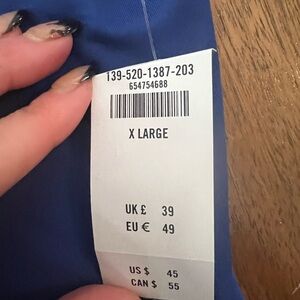 139-520-1387-203
654754688
X LARGE
UK £ 39
EU € 49
US $ 45
CAN $ 55